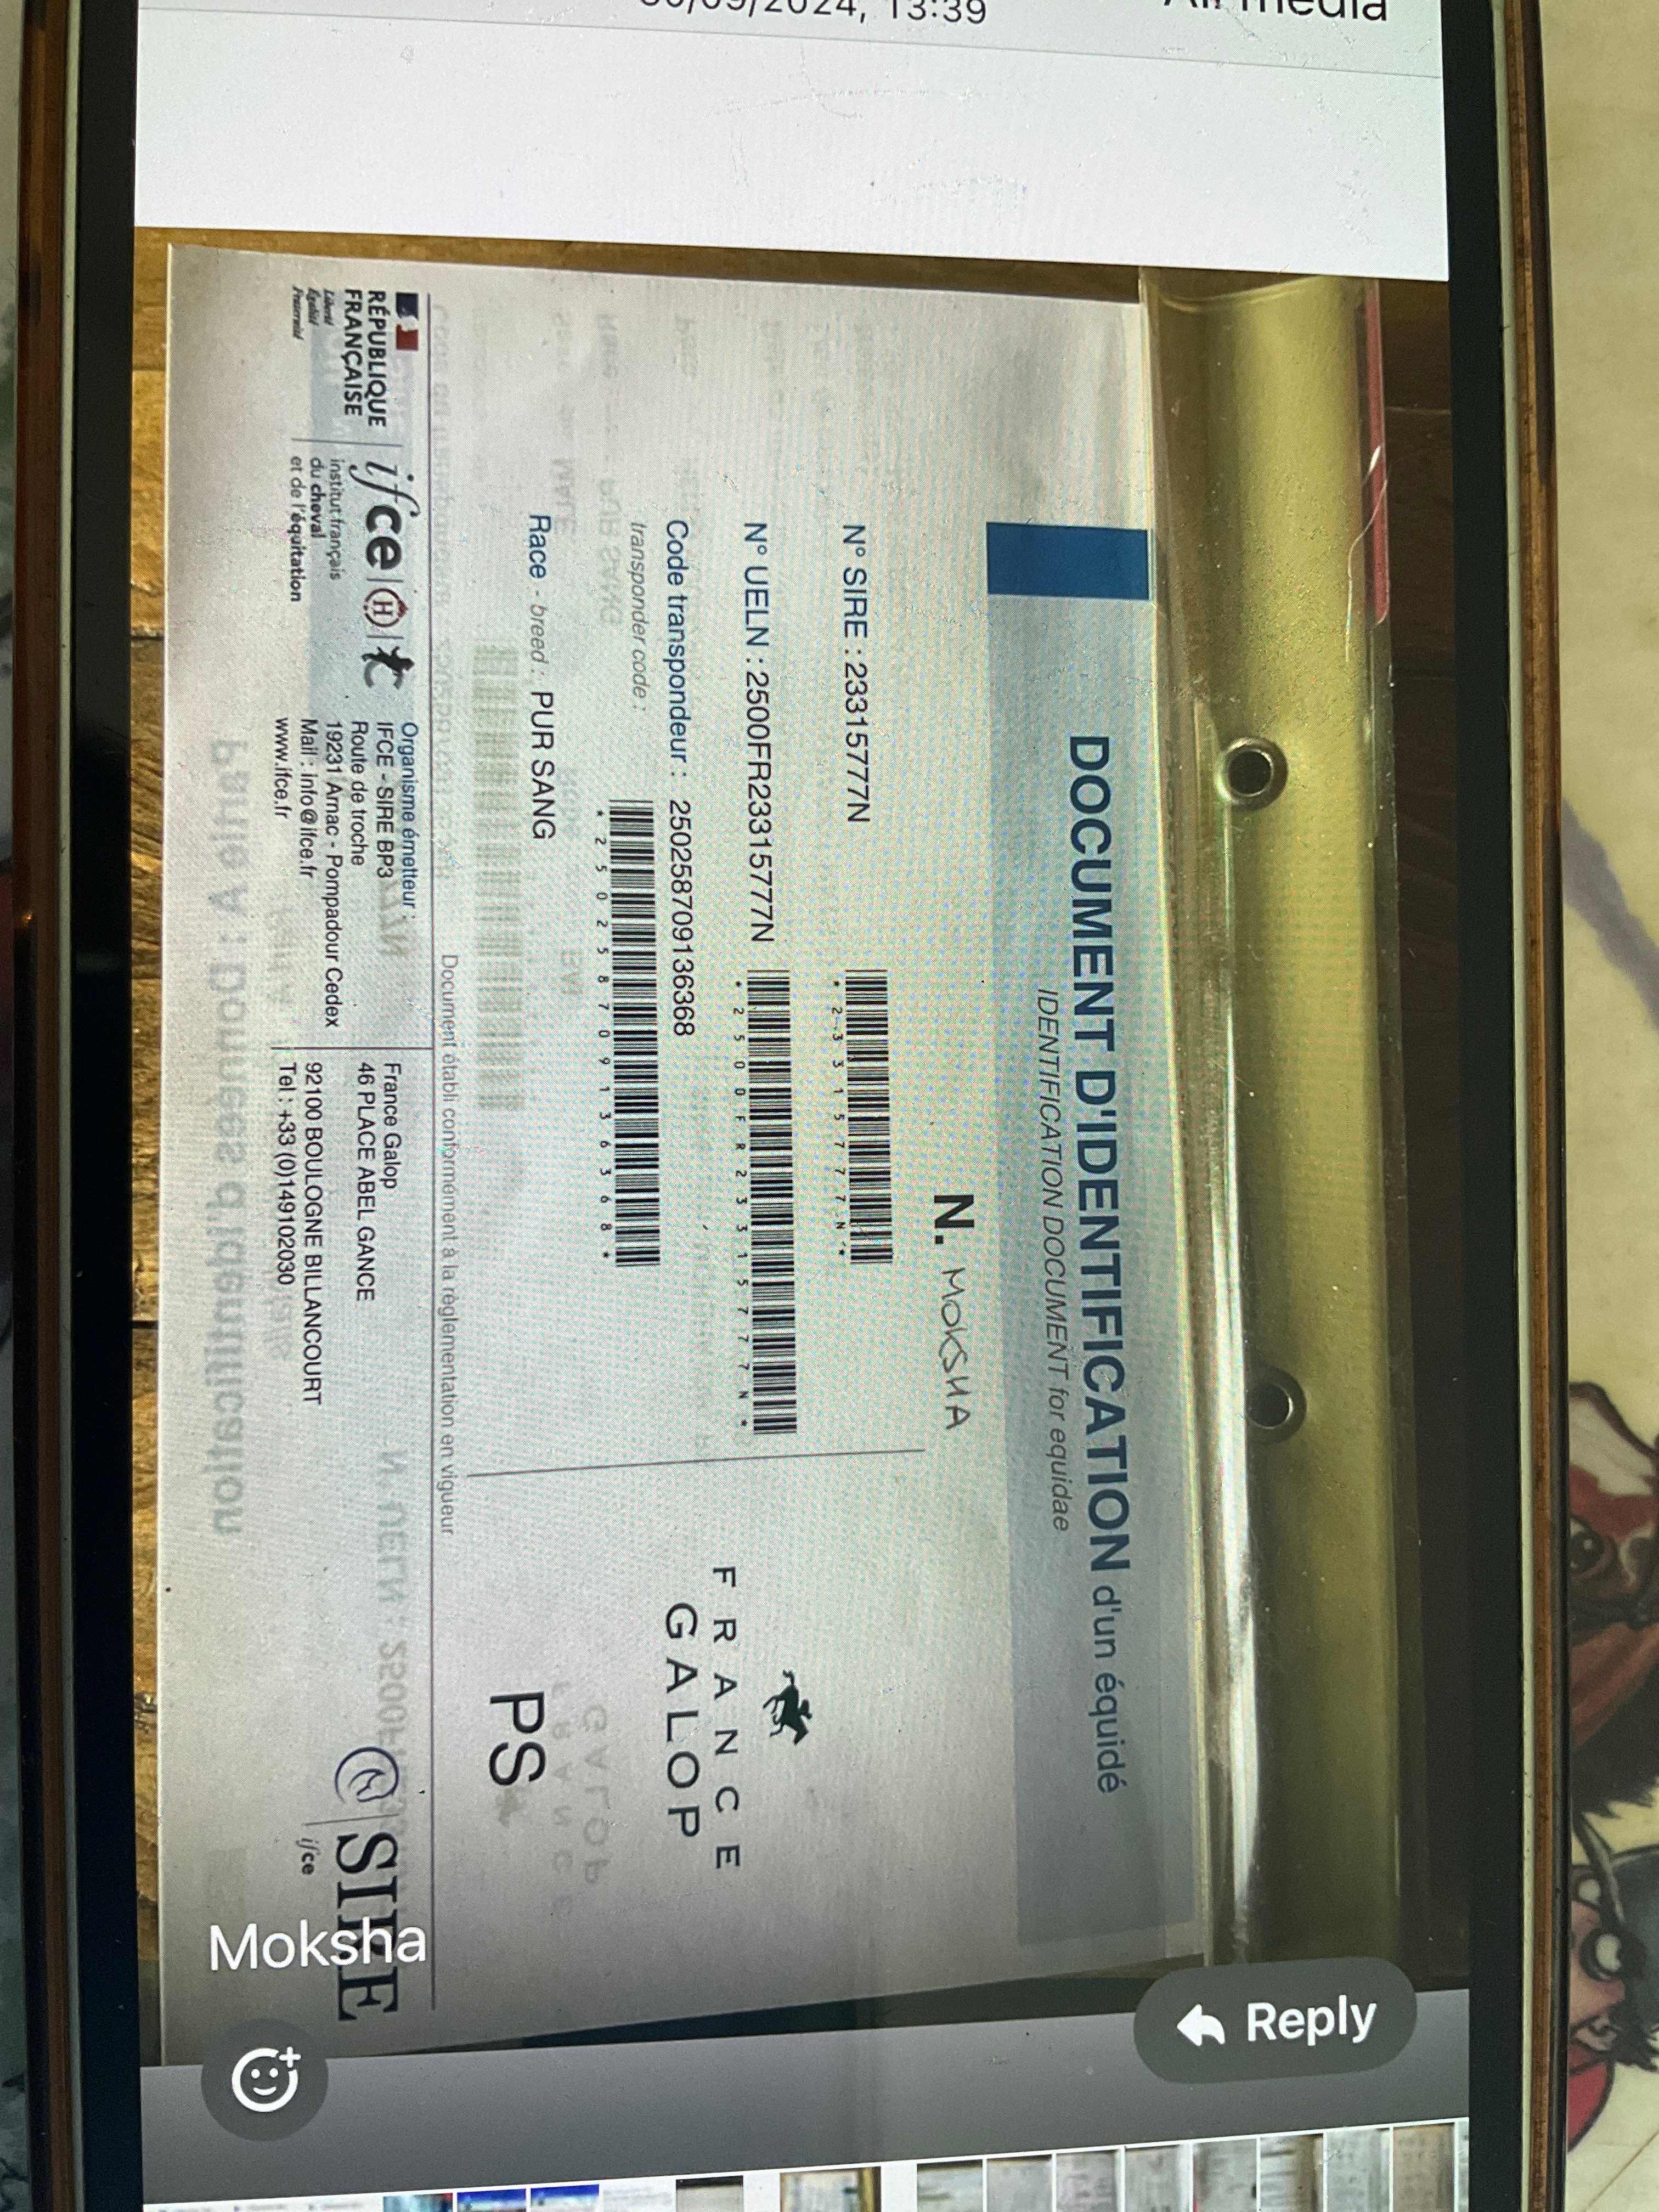 2024, 13:39
DOCUMENT D'IDENTIFICATION d'un équidé
IDENTIFICATION DOCUMENT for equidae
N. MOKSHA
N° SIRE : 23315777N
* 2 3 3 1 5 7 7 7 N *
N° UELN : 2500FR23315777N
* 2 5 0 0 F R 2 3 3 1 5 7 7 7 N *
Code transpondeur : 250258709136368
transponder code :
* 2 5 0 2 5 8 7 0 9 1 3 6 3 6 8 *
Race - breed : PUR SANG
FRANCE
GALOP
PS
Document établi conformément à la règlementation en vigueur
RÉPUBLIQUE
FRANÇAISE
Liberté
Égalité
Fraternité
ifce
institut français
du cheval
et de l'équitation
Organisme émetteur :
IFCE - SIRE BP3
Route de troche
19231 Arnac - Pompadour Cedex
Mail : info@ifce.fr
www.ifce.fr
France Galop
46 PLACE ABEL GANCE
92100 BOULOGNE BILLANCOURT
Tel : +33 (0)149102030
SIRE
ifce
Moksha
Reply